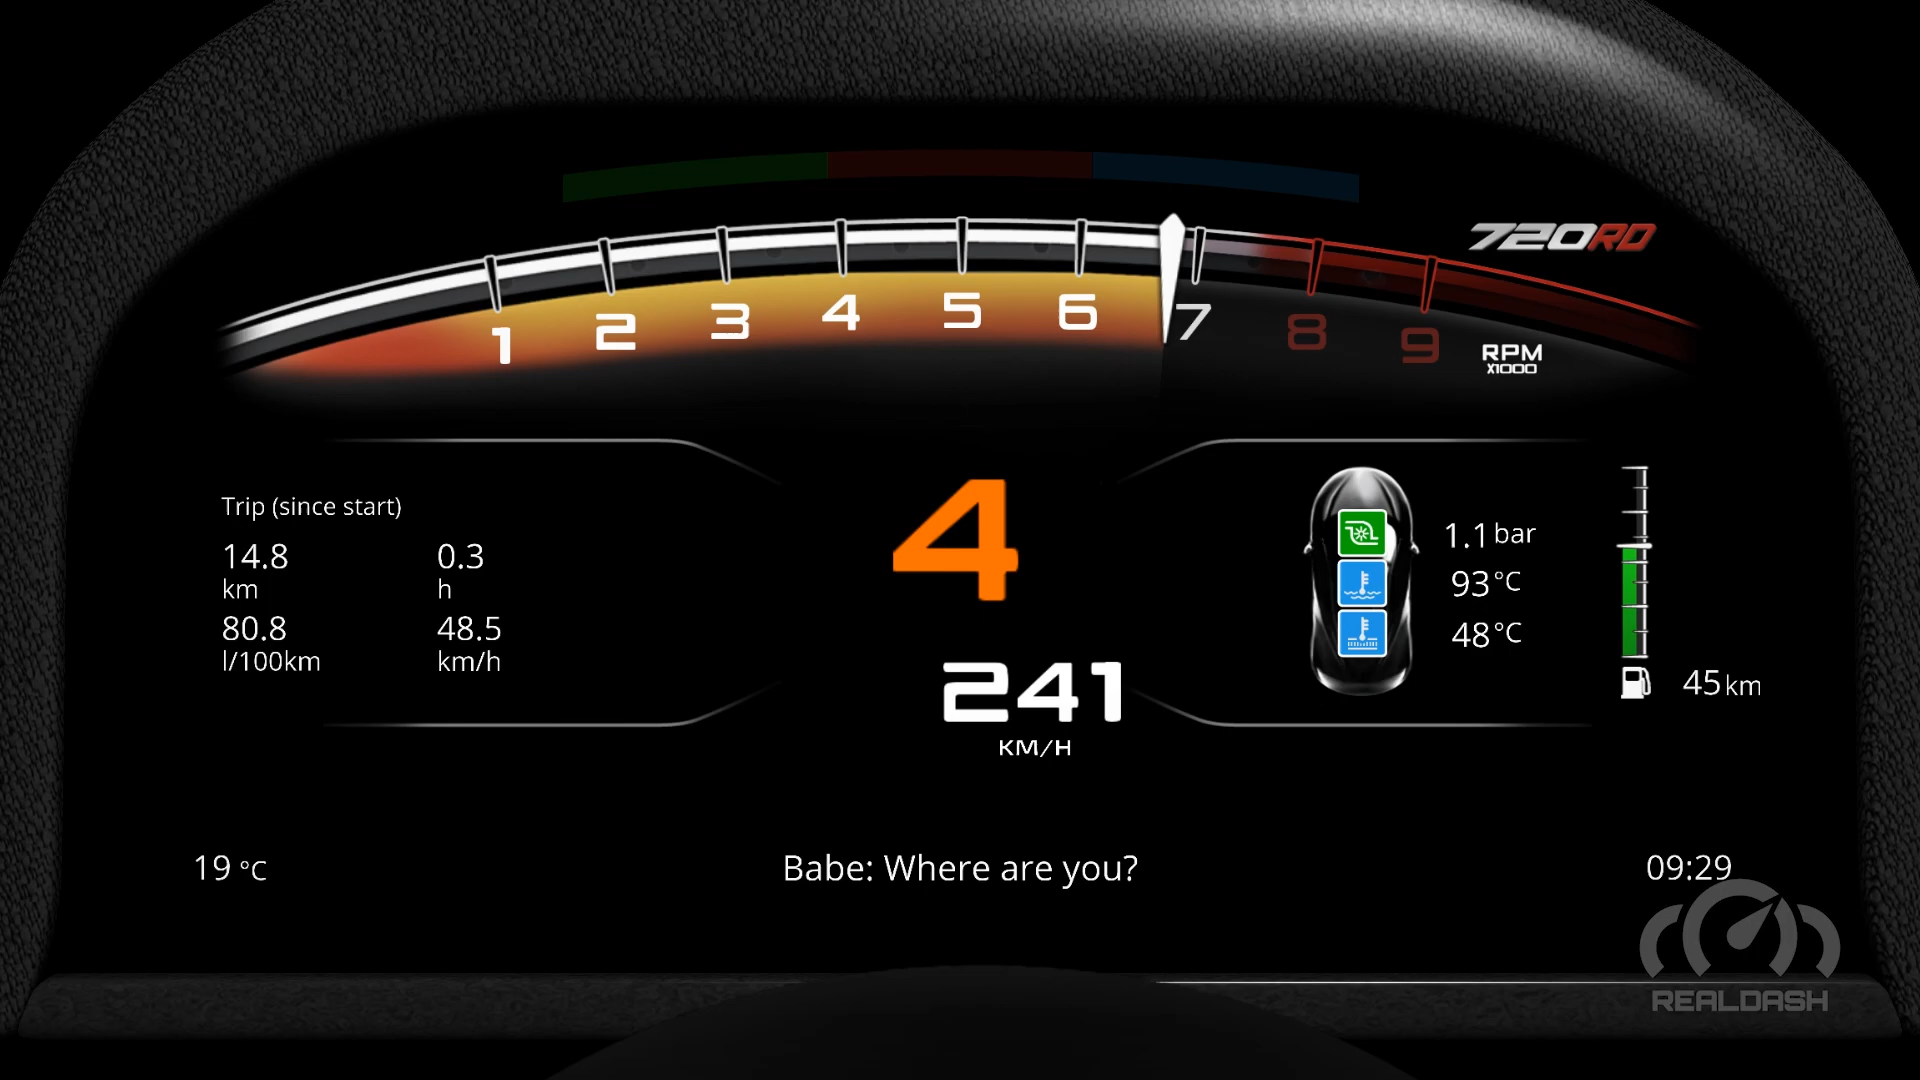 720RD
1 2 3 4 5 6 7 8 9
RPM
X1000
Trip (since start)
14.8 0.3
km h
80.8 48.5
l/100km km/h
4
241
KM/H
1.1 bar
93 °C
48 °C
45 km
19 °C
Babe: Where are you?
09:29
REALDASH